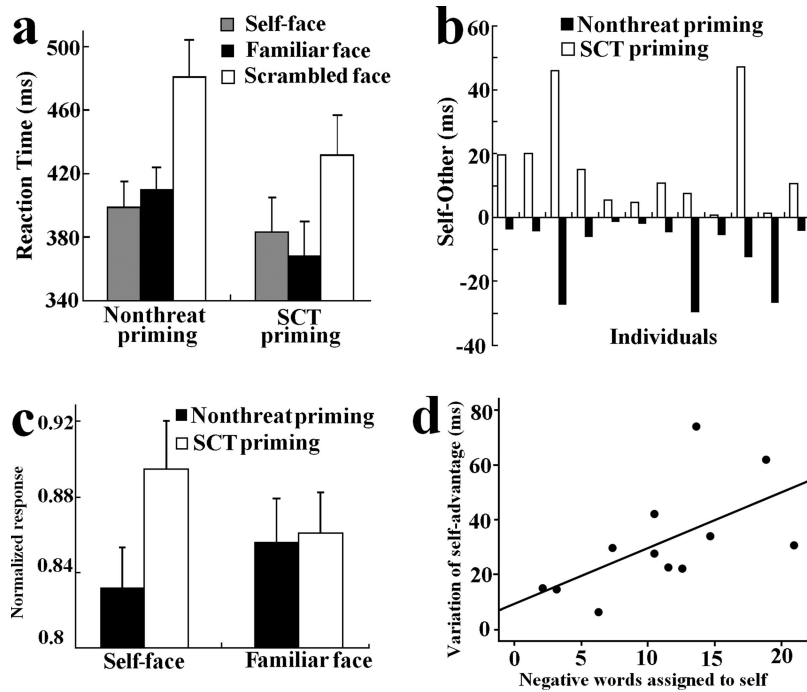 a
Self-face
Familiar face
Scrambled face
Reaction Time (ms)
500
460
420
380
340
Nonthreat priming
SCT priming
b
Nonthreat priming
SCT priming
Self-Other (ms)
60
40
20
0
-20
-40
Individuals
c
Nonthreat priming
SCT priming
Normalized response
0.92
0.88
0.84
0.8
Self-face
Familiar face
d
Variation of self-advantage (ms)
80
60
40
20
0
0 5 10 15 20
Negative words assigned to self